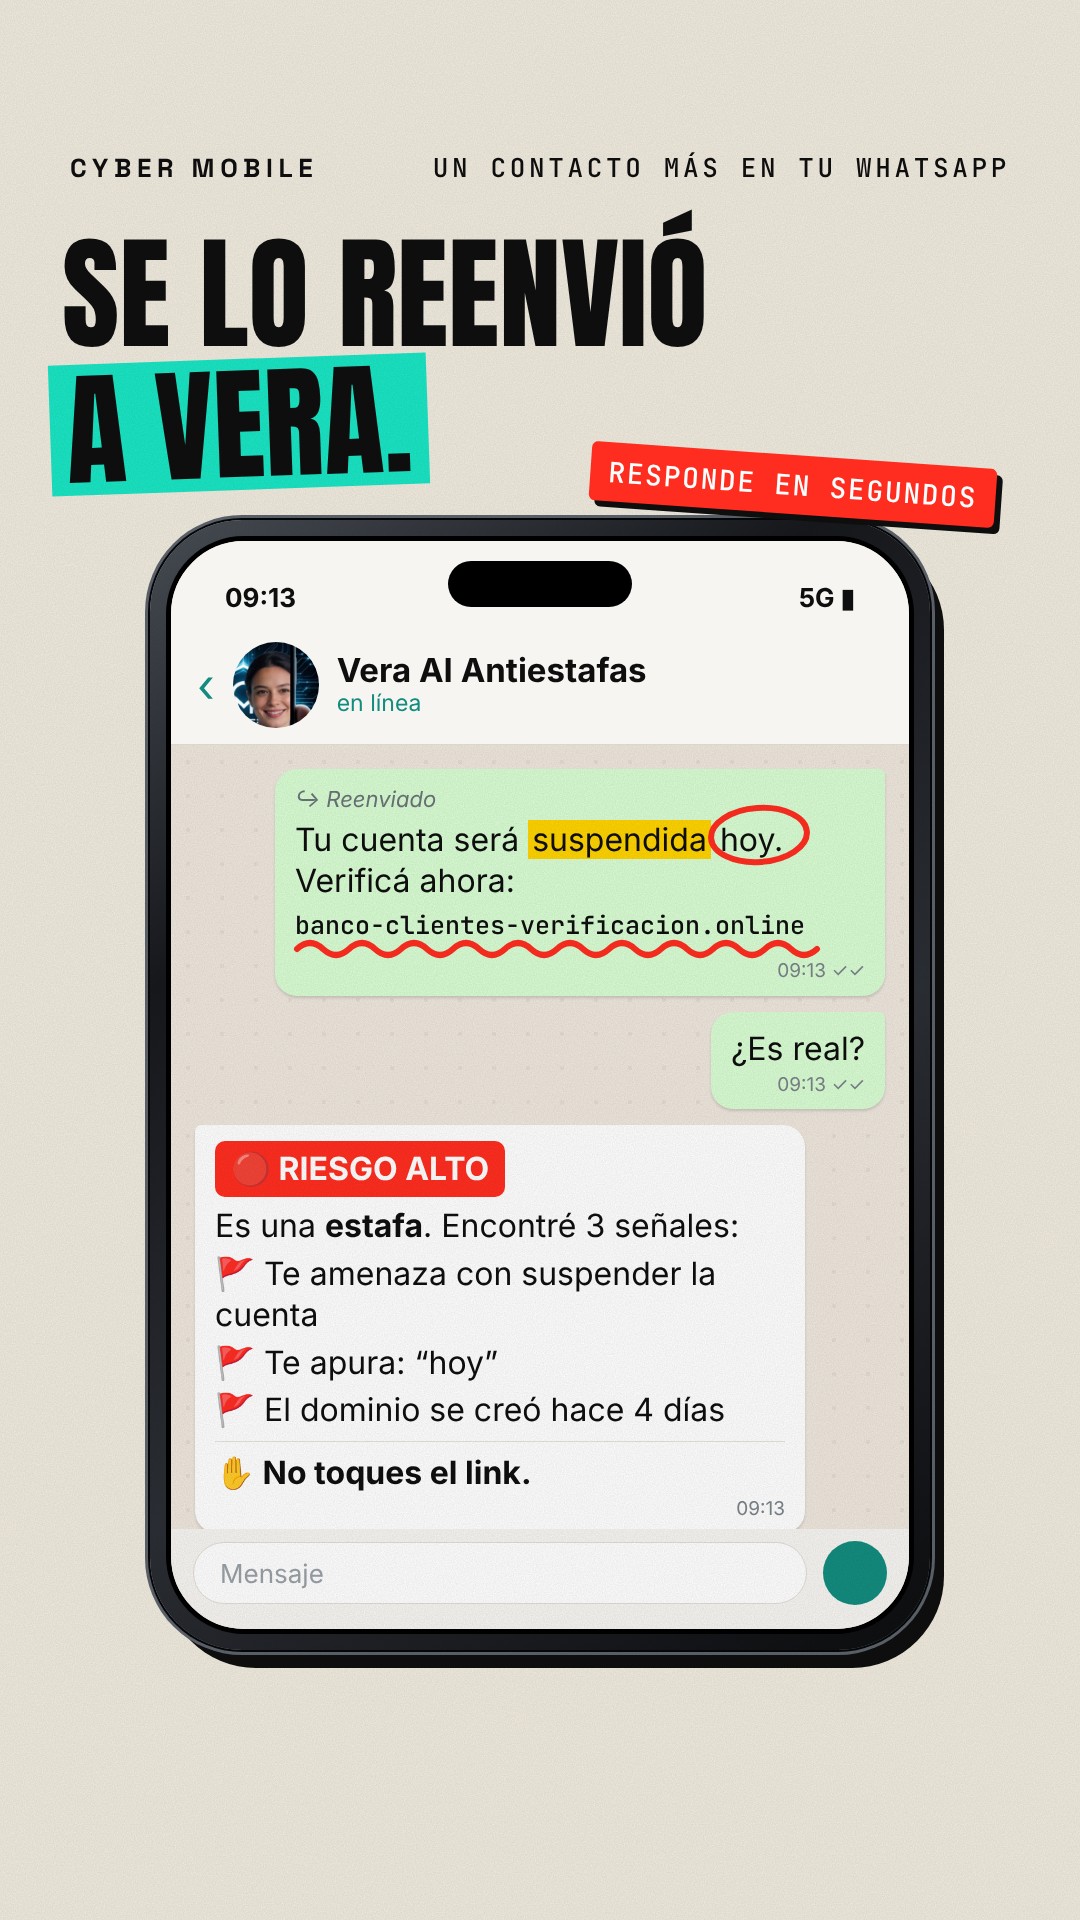 CYBER MOBILE
UN CONTACTO MÁS EN TU WHATSAPP
SE LO REENVIÓ
A VERA.
RESPONDE EN SEGUNDOS
09:13
5G
Vera AI Antiestafas
en línea
Reenviado
Tu cuenta será suspendida hoy.
Verificá ahora:
banco-clientes-verificacion.online
09:13
¿Es real?
09:13
RIESGO ALTO
Es una estafa. Encontré 3 señales:
Te amenaza con suspender la
cuenta
Te apura: “hoy”
El dominio se creó hace 4 días
No toques el link.
09:13
Mensaje